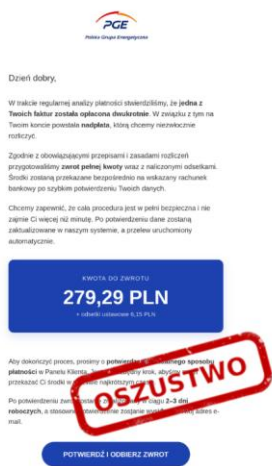 PGE
Polska Grupa Energetyczna
Dzień dobry,
W trakcie regularnej analizy płatności stwierdziliśmy, że jedna z
Twoich faktur została opłacona dwukrotnie. W związku z tym na
Twoim koncie powstała nadpłata, którą chcemy niezwłocznie
rozliczyć.
Zgodnie z obowiązującymi przepisami i zasadami rozliczeń
przygotowaliśmy zwrot pełnej kwoty wraz z naliczonymi odsetkami.
Środki zostaną przekazane bezpośrednio na wskazany rachunek
bankowy po szybkim potwierdzeniu Twoich danych.
Chcemy zapewnić, że cała procedura jest w pełni bezpieczna i nie
zajmie Ci więcej niż minutę. Po potwierdzeniu dane zostaną
zaktualizowane w naszym systemie, a przelew uruchomiony
automatycznie.
KWOTA DO ZWROTU
279,29 PLN
+ odsetki ustawowe 6,15 PLN
Aby dokończyć proces, prosimy o
płatności w Panelu Klienta.
przekazać Ci środki w najkrótszym
OSZUSTWO
Po potwierdzeniu 2–3 dni
roboczych, a adres e-
mail.
POTWIERDŹ I ODBIERZ ZWROT